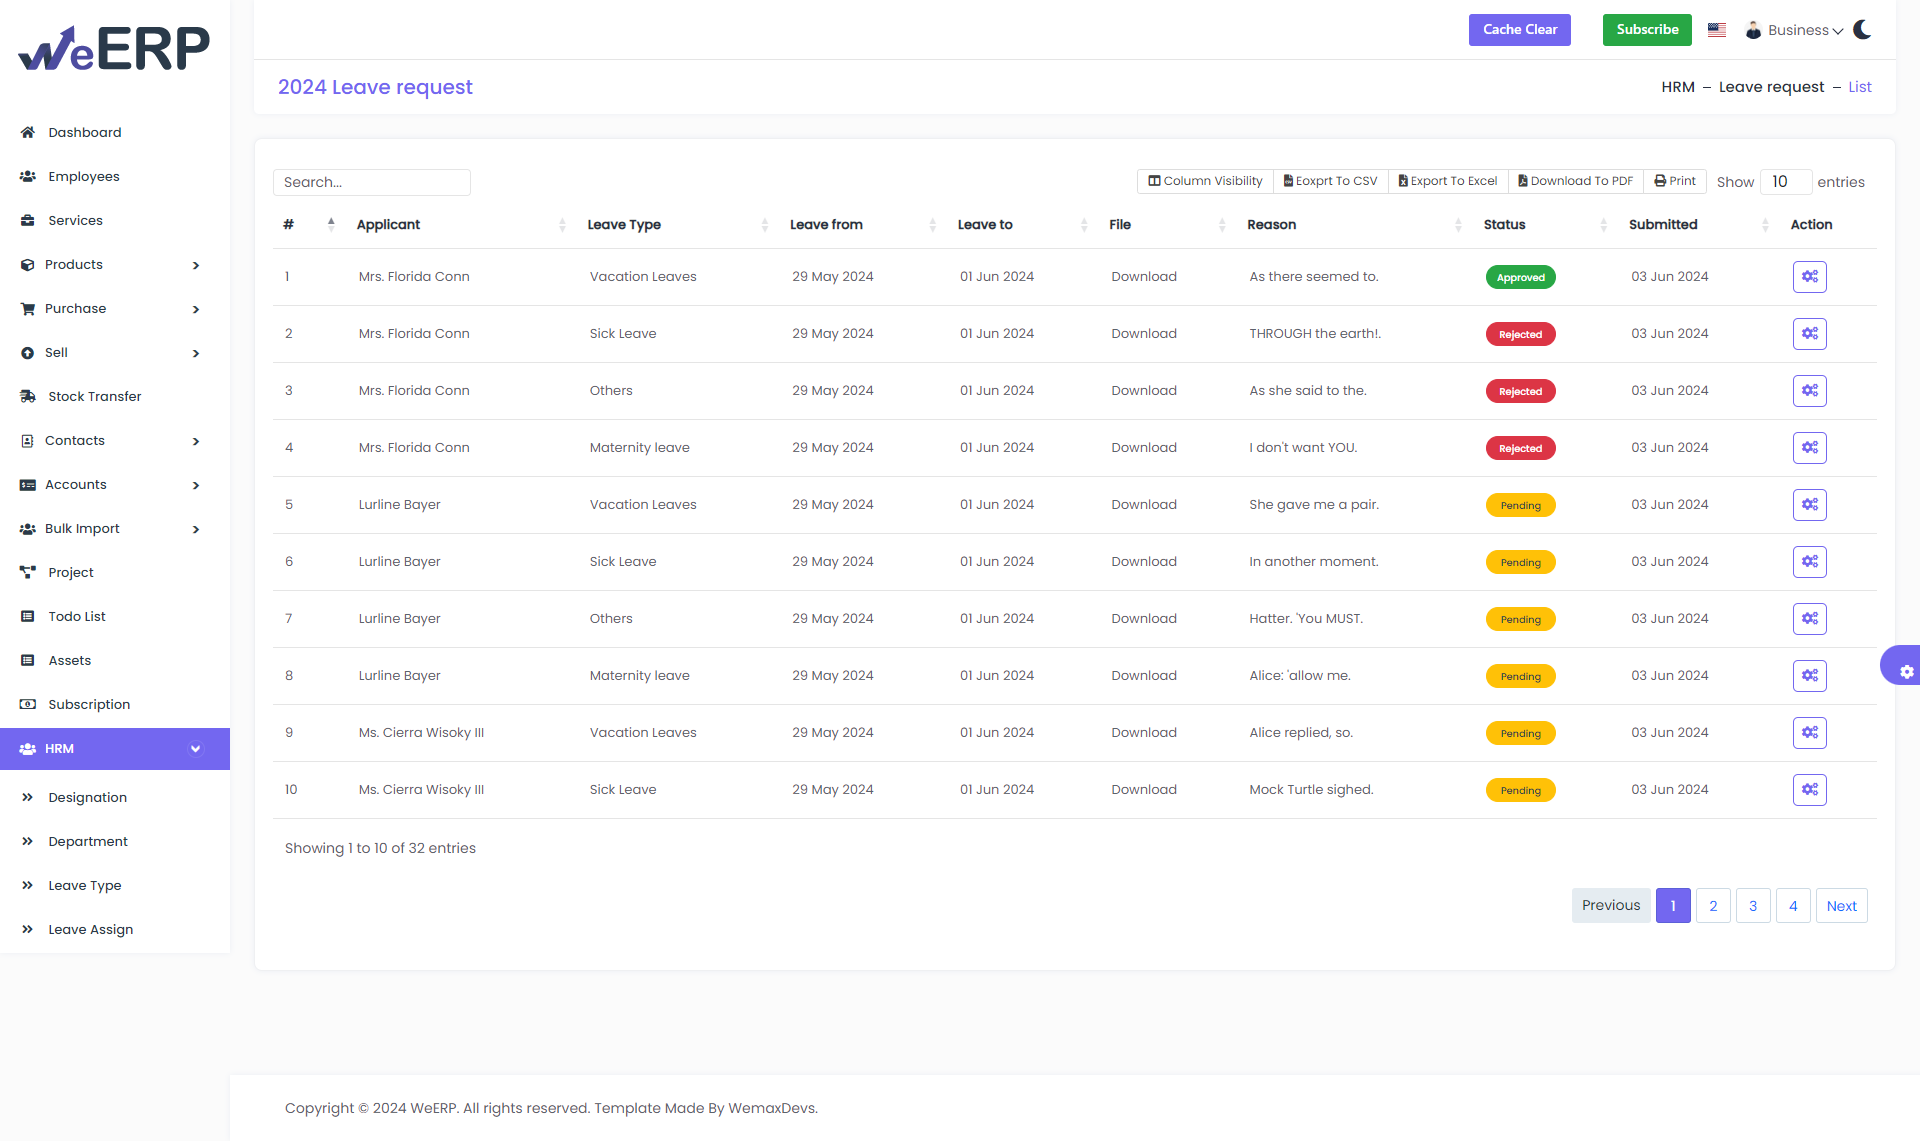 WeERP
Cache Clear
Subscribe
Business
2024 Leave request
HRM – Leave request – List
Dashboard
Employees
Services
Products
Purchase
Sell
Stock Transfer
Contacts
Accounts
Bulk Import
Project
Todo List
Assets
Subscription
HRM
Designation
Department
Leave Type
Leave Assign
Search...
Column Visibility Eoxprt To CSV Export To Excel Download To PDF Print Show 10 entries
# Applicant Leave Type Leave from Leave to File Reason Status Submitted Action
1 Mrs. Florida Conn Vacation Leaves 29 May 2024 01 Jun 2024 Download As there seemed to. Approved 03 Jun 2024
2 Mrs. Florida Conn Sick Leave 29 May 2024 01 Jun 2024 Download THROUGH the earth!. Rejected 03 Jun 2024
3 Mrs. Florida Conn Others 29 May 2024 01 Jun 2024 Download As she said to the. Rejected 03 Jun 2024
4 Mrs. Florida Conn Maternity leave 29 May 2024 01 Jun 2024 Download I don't want YOU. Rejected 03 Jun 2024
5 Lurline Bayer Vacation Leaves 29 May 2024 01 Jun 2024 Download She gave me a pair. Pending 03 Jun 2024
6 Lurline Bayer Sick Leave 29 May 2024 01 Jun 2024 Download In another moment. Pending 03 Jun 2024
7 Lurline Bayer Others 29 May 2024 01 Jun 2024 Download Hatter. 'You MUST. Pending 03 Jun 2024
8 Lurline Bayer Maternity leave 29 May 2024 01 Jun 2024 Download Alice: 'allow me. Pending 03 Jun 2024
9 Ms. Cierra Wisoky III Vacation Leaves 29 May 2024 01 Jun 2024 Download Alice replied, so. Pending 03 Jun 2024
10 Ms. Cierra Wisoky III Sick Leave 29 May 2024 01 Jun 2024 Download Mock Turtle sighed. Pending 03 Jun 2024
Showing 1 to 10 of 32 entries
Previous 1 2 3 4 Next
Copyright © 2024 WeERP. All rights reserved. Template Made By WemaxDevs.